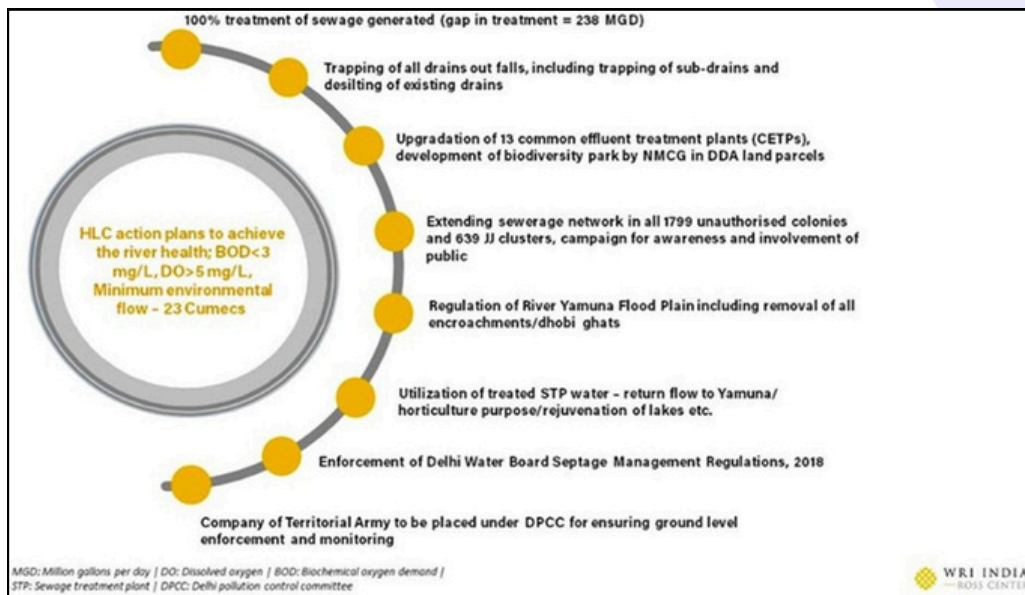 100% treatment of sewage generated (gap in treatment = 238 MGD)
Trapping of all drains out falls, including trapping of sub-drains and
desilting of existing drains
Upgradation of 13 common effluent treatment plants (CETPs),
development of biodiversity park by NMCG in DDA land parcels
HLC action plans to achieve
the river health; BOD<3
mg/L, DO>5 mg/L,
Minimum environmental
flow – 23 Cumecs
Extending sewerage network in all 1799 unauthorised colonies
and 639 JJ clusters, campaign for awareness and involvement of
public
Regulation of River Yamuna Flood Plain including removal of all
encroachments/dhobi ghats
Utilization of treated STP water – return flow to Yamuna/
horticulture purpose/rejuvenation of lakes etc.
Enforcement of Delhi Water Board Septage Management Regulations, 2018
Company of Territorial Army to be placed under DPCC for ensuring ground level
enforcement and monitoring
MGD: Million gallons per day | DO: Dissolved oxygen | BOD: Biochemical oxygen demand |
STP: Sewage treatment plant | DPCC: Delhi pollution control committee
WRI INDIA
ROSS CENTER